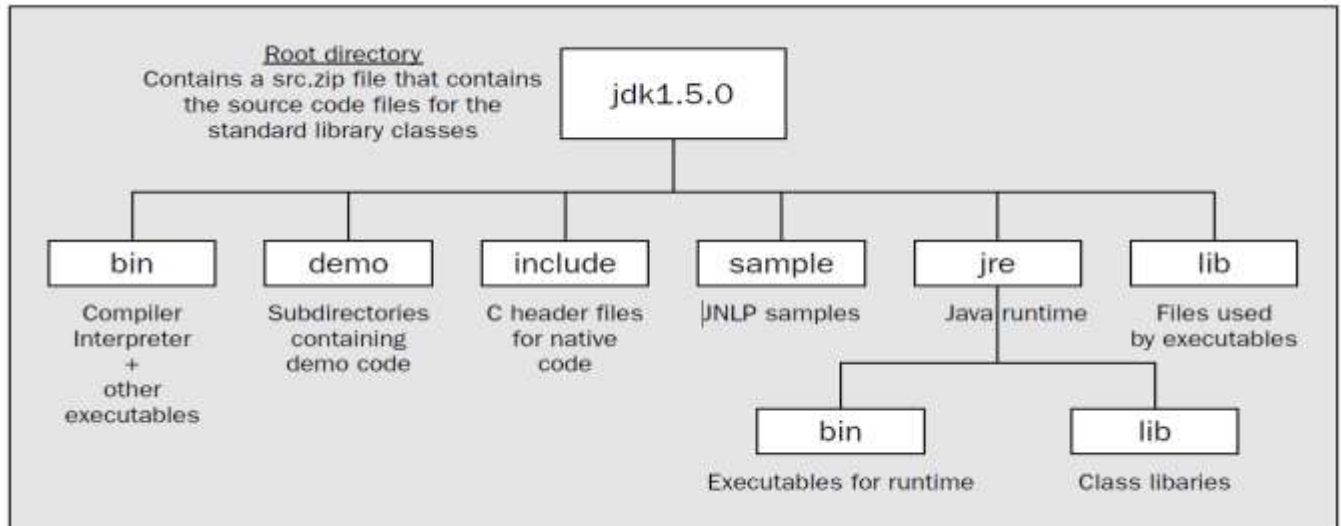 Root directory
Contains a src.zip file that contains
the source code files for the
standard library classes
jdk1.5.0
bin
demo
include
sample
jre
lib
Compiler
Interpreter
+
other
executables
Subdirectories
containing
demo code
C header files
for native
code
JNLP samples
Java runtime
Files used
by executables
bin
lib
Executables for runtime
Class libaries